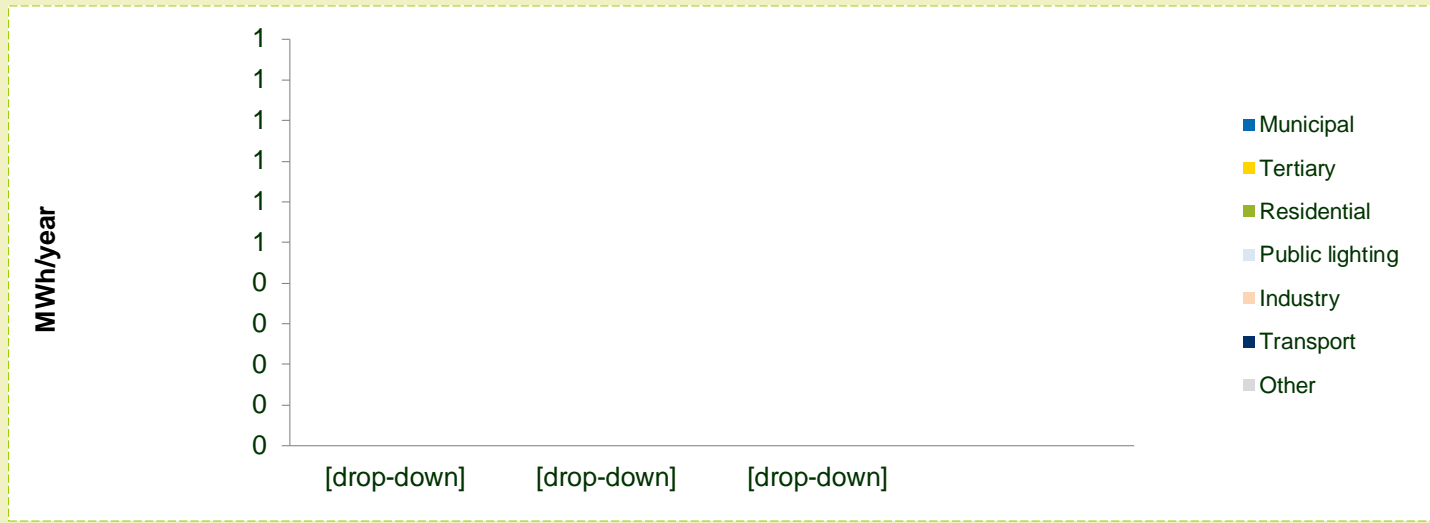 MWh/year
1
1
1
1
1
1
0
0
0
0
0
[drop-down] [drop-down] [drop-down]
Municipal
Tertiary
Residential
Public lighting
Industry
Transport
Other